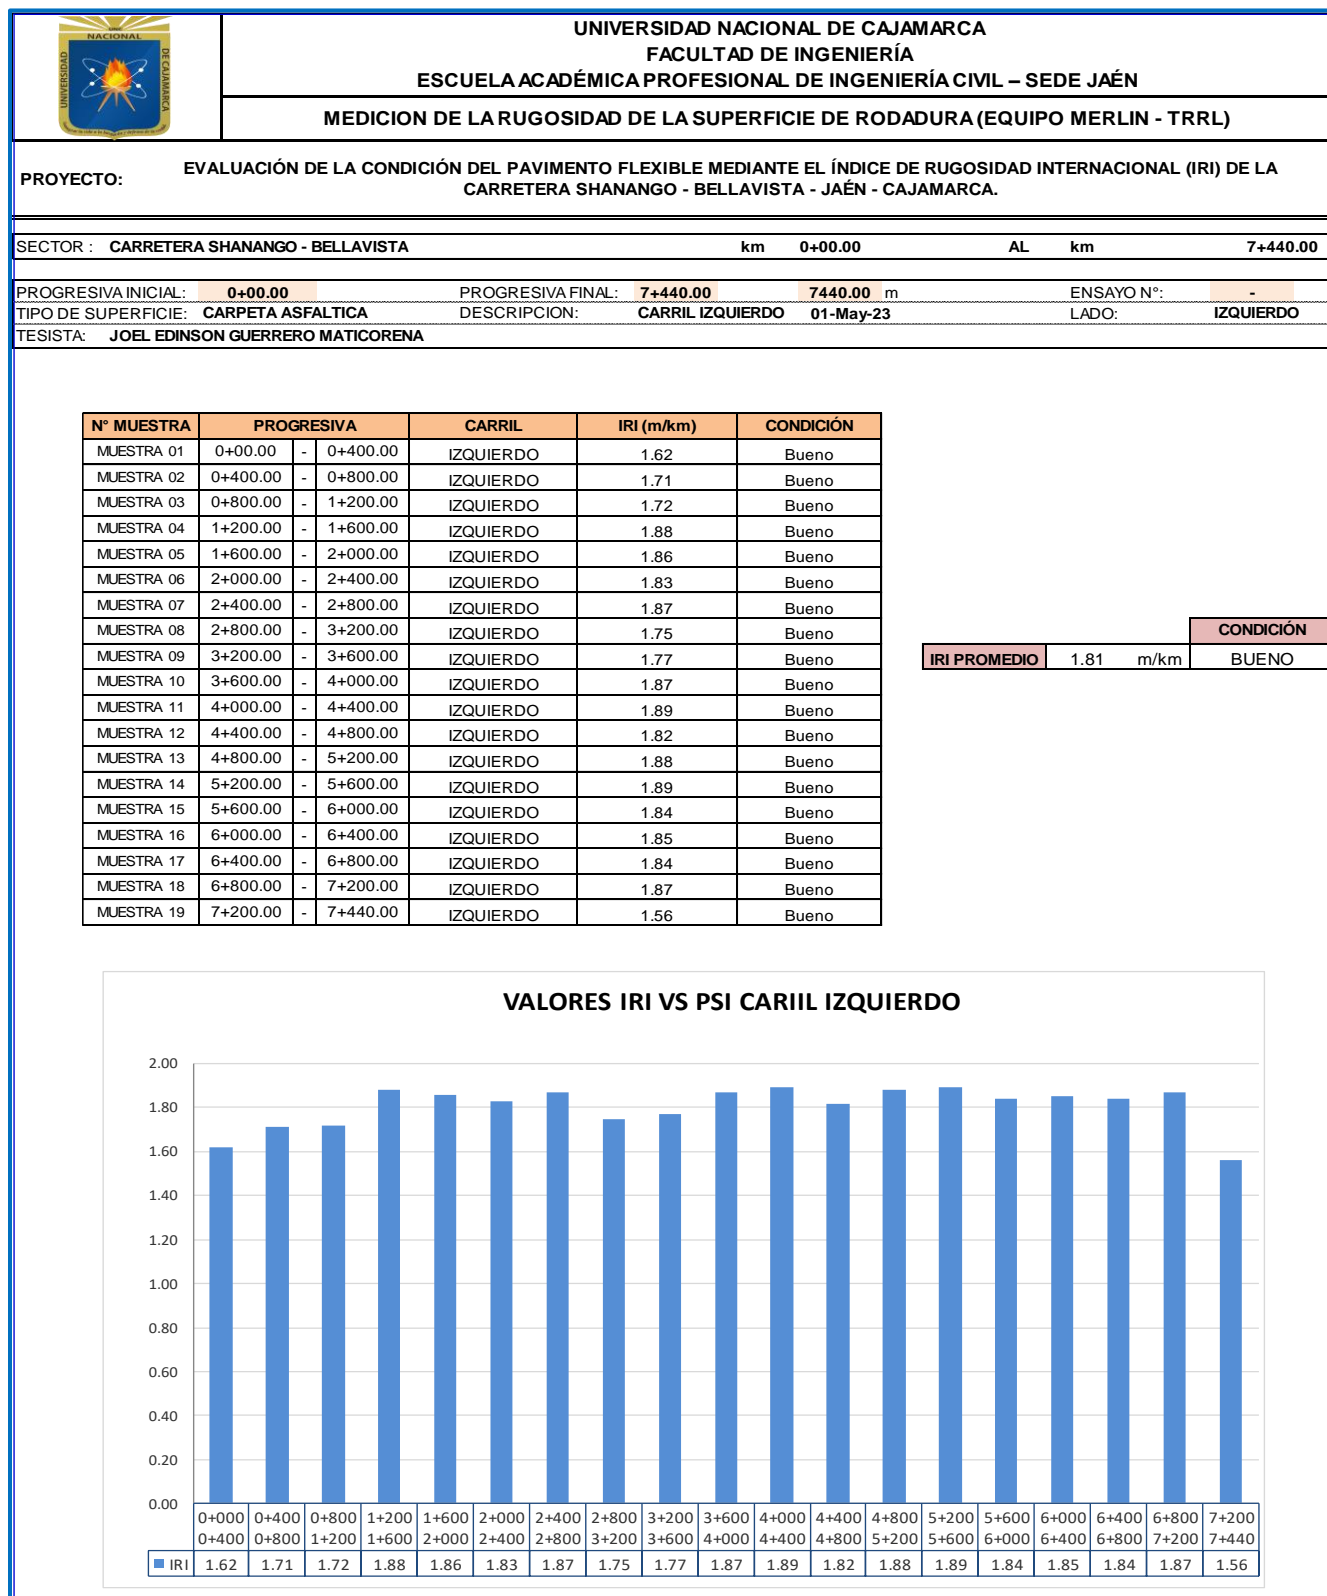 UNC
NACIONAL
UNIVERSIDAD
DE CAJAMARCA
UNIVERSIDAD NACIONAL DE CAJAMARCA
FACULTAD DE INGENIERÍA
ESCUELA ACADÉMICA PROFESIONAL DE INGENIERÍA CIVIL – SEDE JAÉN
MEDICION DE LA RUGOSIDAD DE LA SUPERFICIE DE RODADURA (EQUIPO MERLIN - TRRL)
PROYECTO: EVALUACIÓN DE LA CONDICIÓN DEL PAVIMENTO FLEXIBLE MEDIANTE EL ÍNDICE DE RUGOSIDAD INTERNACIONAL (IRI) DE LA
CARRETERA SHANANGO - BELLAVISTA - JAÉN - CAJAMARCA.
SECTOR : CARRETERA SHANANGO - BELLAVISTA km 0+00.00 AL km 7+440.00
PROGRESIVA INICIAL: 0+00.00 PROGRESIVA FINAL: 7+440.00 7440.00 m ENSAYO N°: -
TIPO DE SUPERFICIE: CARPETA ASFALTICA DESCRIPCION: CARRIL IZQUIERDO 01-May-23 LADO: IZQUIERDO
TESISTA: JOEL EDINSON GUERRERO MATICORENA
N° MUESTRA PROGRESIVA CARRIL IRI (m/km) CONDICIÓN
MUESTRA 01 0+00.00 - 0+400.00 IZQUIERDO 1.62 Bueno
MUESTRA 02 0+400.00 - 0+800.00 IZQUIERDO 1.71 Bueno
MUESTRA 03 0+800.00 - 1+200.00 IZQUIERDO 1.72 Bueno
MUESTRA 04 1+200.00 - 1+600.00 IZQUIERDO 1.88 Bueno
MUESTRA 05 1+600.00 - 2+000.00 IZQUIERDO 1.86 Bueno
MUESTRA 06 2+000.00 - 2+400.00 IZQUIERDO 1.83 Bueno
MUESTRA 07 2+400.00 - 2+800.00 IZQUIERDO 1.87 Bueno
MUESTRA 08 2+800.00 - 3+200.00 IZQUIERDO 1.75 Bueno
MUESTRA 09 3+200.00 - 3+600.00 IZQUIERDO 1.77 Bueno
MUESTRA 10 3+600.00 - 4+000.00 IZQUIERDO 1.87 Bueno
MUESTRA 11 4+000.00 - 4+400.00 IZQUIERDO 1.89 Bueno
MUESTRA 12 4+400.00 - 4+800.00 IZQUIERDO 1.82 Bueno
MUESTRA 13 4+800.00 - 5+200.00 IZQUIERDO 1.88 Bueno
MUESTRA 14 5+200.00 - 5+600.00 IZQUIERDO 1.89 Bueno
MUESTRA 15 5+600.00 - 6+000.00 IZQUIERDO 1.84 Bueno
MUESTRA 16 6+000.00 - 6+400.00 IZQUIERDO 1.85 Bueno
MUESTRA 17 6+400.00 - 6+800.00 IZQUIERDO 1.84 Bueno
MUESTRA 18 6+800.00 - 7+200.00 IZQUIERDO 1.87 Bueno
MUESTRA 19 7+200.00 - 7+440.00 IZQUIERDO 1.56 Bueno
CONDICIÓN
IRI PROMEDIO 1.81 m/km BUENO
VALORES IRI VS PSI CARIIL IZQUIERDO
2.00
1.80
1.60
1.40
1.20
1.00
0.80
0.60
0.40
0.20
0.00
0+000 0+400 0+800 1+200 1+600 2+000 2+400 2+800 3+200 3+600 4+000 4+400 4+800 5+200 5+600 6+000 6+400 6+800 7+200
0+400 0+800 1+200 1+600 2+000 2+400 2+800 3+200 3+600 4+000 4+400 4+800 5+200 5+600 6+000 6+400 6+800 7+200 7+440
IRI 1.62 1.71 1.72 1.88 1.86 1.83 1.87 1.75 1.77 1.87 1.89 1.82 1.88 1.89 1.84 1.85 1.84 1.87 1.56